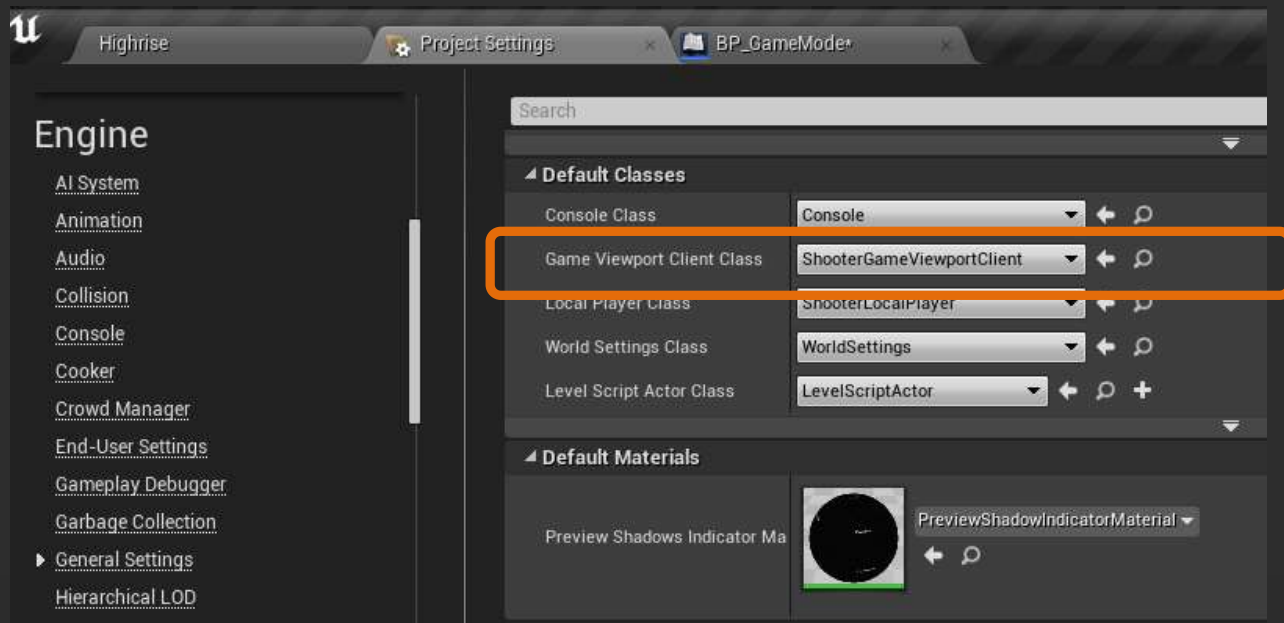 Highrise
Project Settings
BP_GameMode*
Engine
AI System
Animation
Audio
Collision
Console
Cooker
Crowd Manager
End-User Settings
Gameplay Debugger
Garbage Collection
General Settings
Hierarchical LOD
Search
Default Classes
Console Class Console
Game Viewport Client Class ShooterGameViewportClient
Local Player Class ShooterLocalPlayer
World Settings Class WorldSettings
Level Script Actor Class LevelScriptActor
Default Materials
Preview Shadows Indicator Ma PreviewShadowIndicatorMaterial